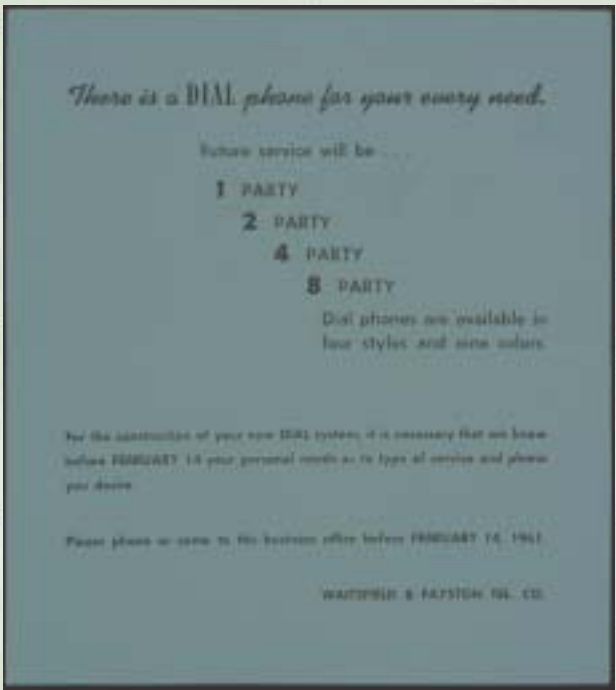 There is a DIAL phone for your every need.
Future service will be . . .
1 PARTY
2 PARTY
4 PARTY
8 PARTY
Dial phones are available in
four styles and nine colors.
For the construction of your new DIAL system, it is necessary that we know
before FEBRUARY 14 your personal needs as to type of service and phone
you desire.
Please phone or come to the business office before FEBRUARY 14,
WAITSFIELD & FAYSTON TEL. CO.